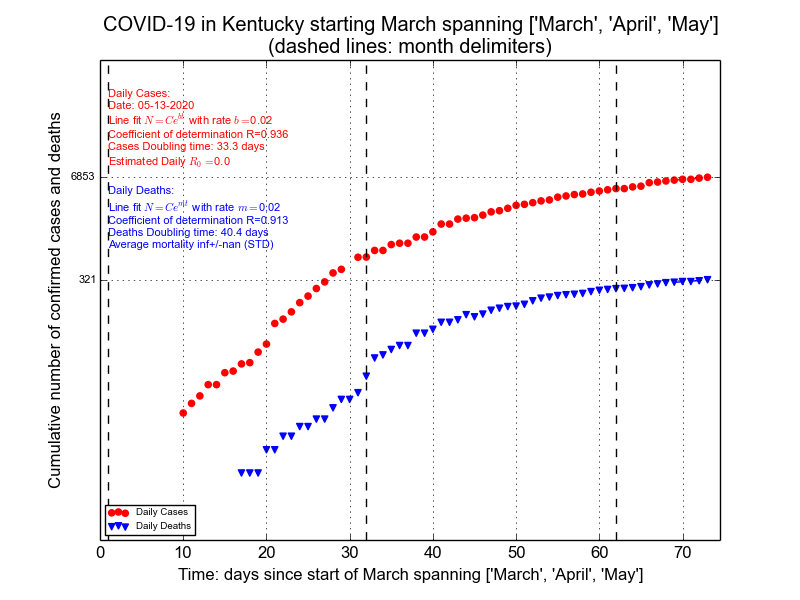 COVID-19 in Kentucky starting March spanning ['March', 'April', 'May']
(dashed lines: month delimiters)
Cumulative number of confirmed cases and deaths
Daily Cases:
Date: 05-13-2020
Line fit N = Ce^{bt}: with rate b =0.02
Coefficient of determination R=0.936
Cases Doubling time: 33.3 days
Estimated Daily R_0 =0.0
6853
Daily Deaths:
Line fit N = Ce^{mt} with rate m =0.02
Coefficient of determination R=0.913
Deaths Doubling time: 40.4 days
Average mortality inf+/-nan (STD)
321
Daily Cases
Daily Deaths
0 10 20 30 40 50 60 70
Time: days since start of March spanning ['March', 'April', 'May']